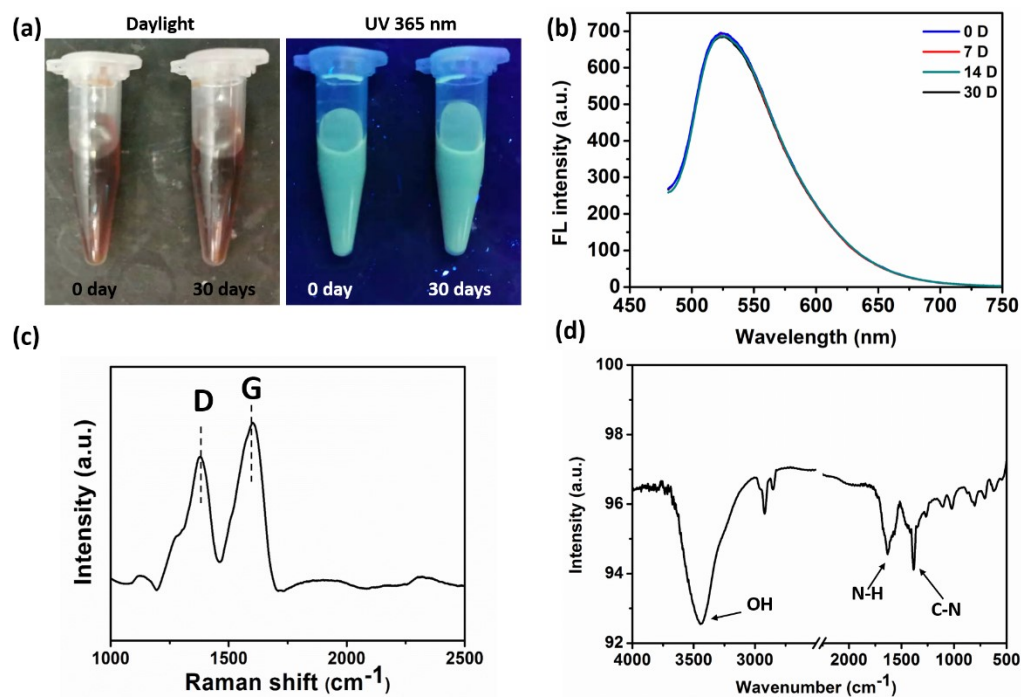 (a)
Daylight
UV 365 nm
0 day
30 days
0 day
30 days
(b)
700
600
500
400
300
200
100
0
FL intensity (a.u.)
450
500
550
600
650
700
750
Wavelength (nm)
0 D
7 D
14 D
30 D
(c)
D
G
Intensity (a.u.)
1000
1500
2000
2500
Raman shift (cm⁻¹)
(d)
100
98
96
94
92
Intensity (a.u.)
OH
N-H
C-N
4000
3500
3000
2000
1500
1000
500
Wavenumber (cm⁻¹)